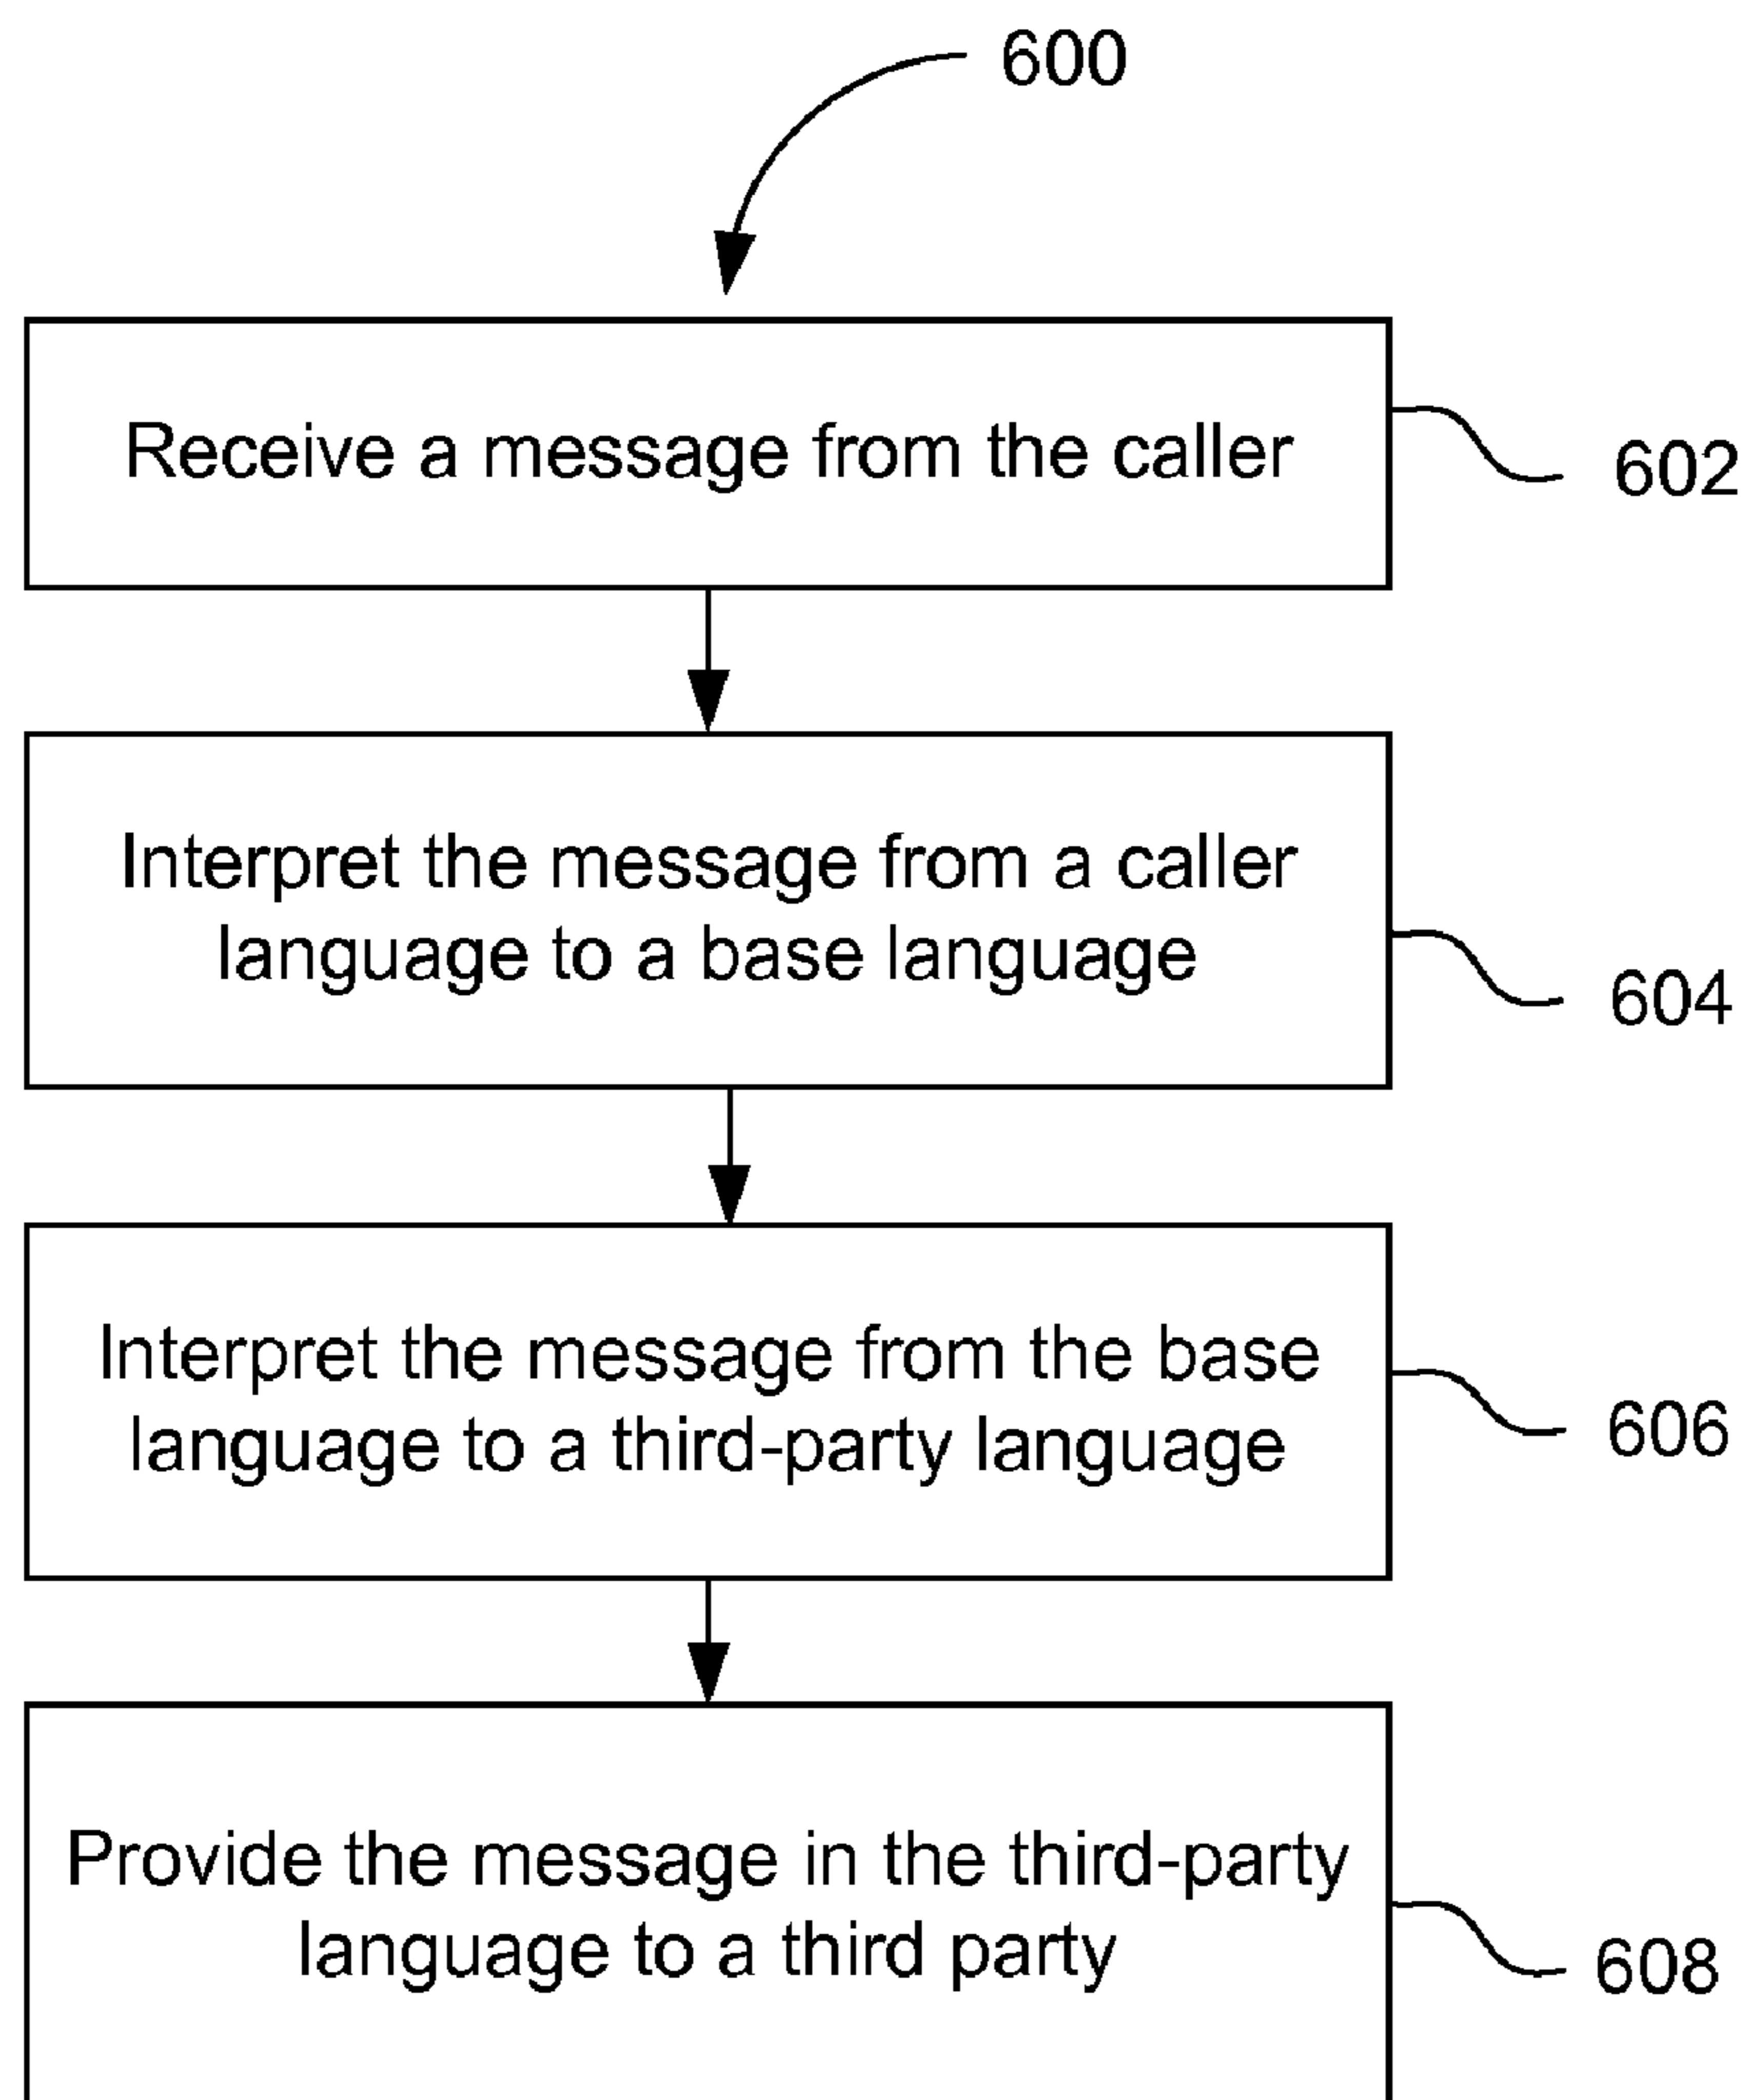 600
Receive a message from the caller
602
Interpret the message from a caller
language to a base language
604
Interpret the message from the base
language to a third-party language
606
Provide the message in the third-party
language to a third party
608